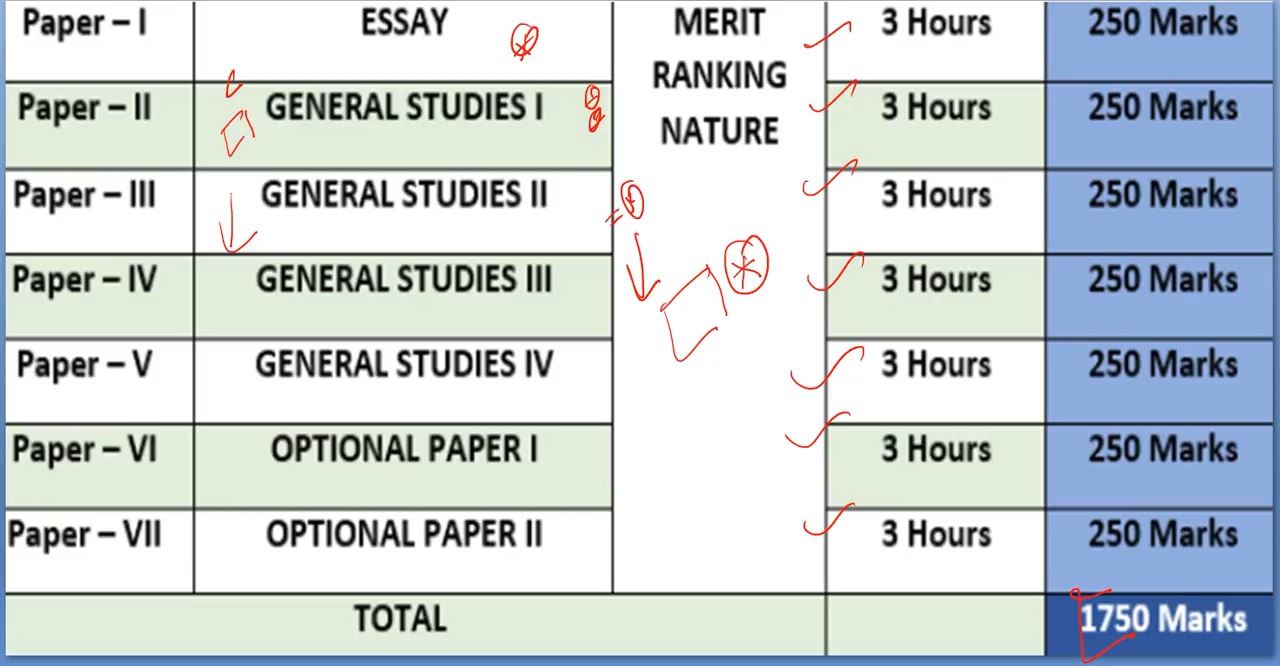 Paper – I ESSAY MERIT 3 Hours 250 Marks
RANKING
Paper – II GENERAL STUDIES I NATURE 3 Hours 250 Marks
Paper – III GENERAL STUDIES II 3 Hours 250 Marks
Paper – IV GENERAL STUDIES III 3 Hours 250 Marks
Paper – V GENERAL STUDIES IV 3 Hours 250 Marks
Paper – VI OPTIONAL PAPER I 3 Hours 250 Marks
Paper – VII OPTIONAL PAPER II 3 Hours 250 Marks
TOTAL 1750 Marks